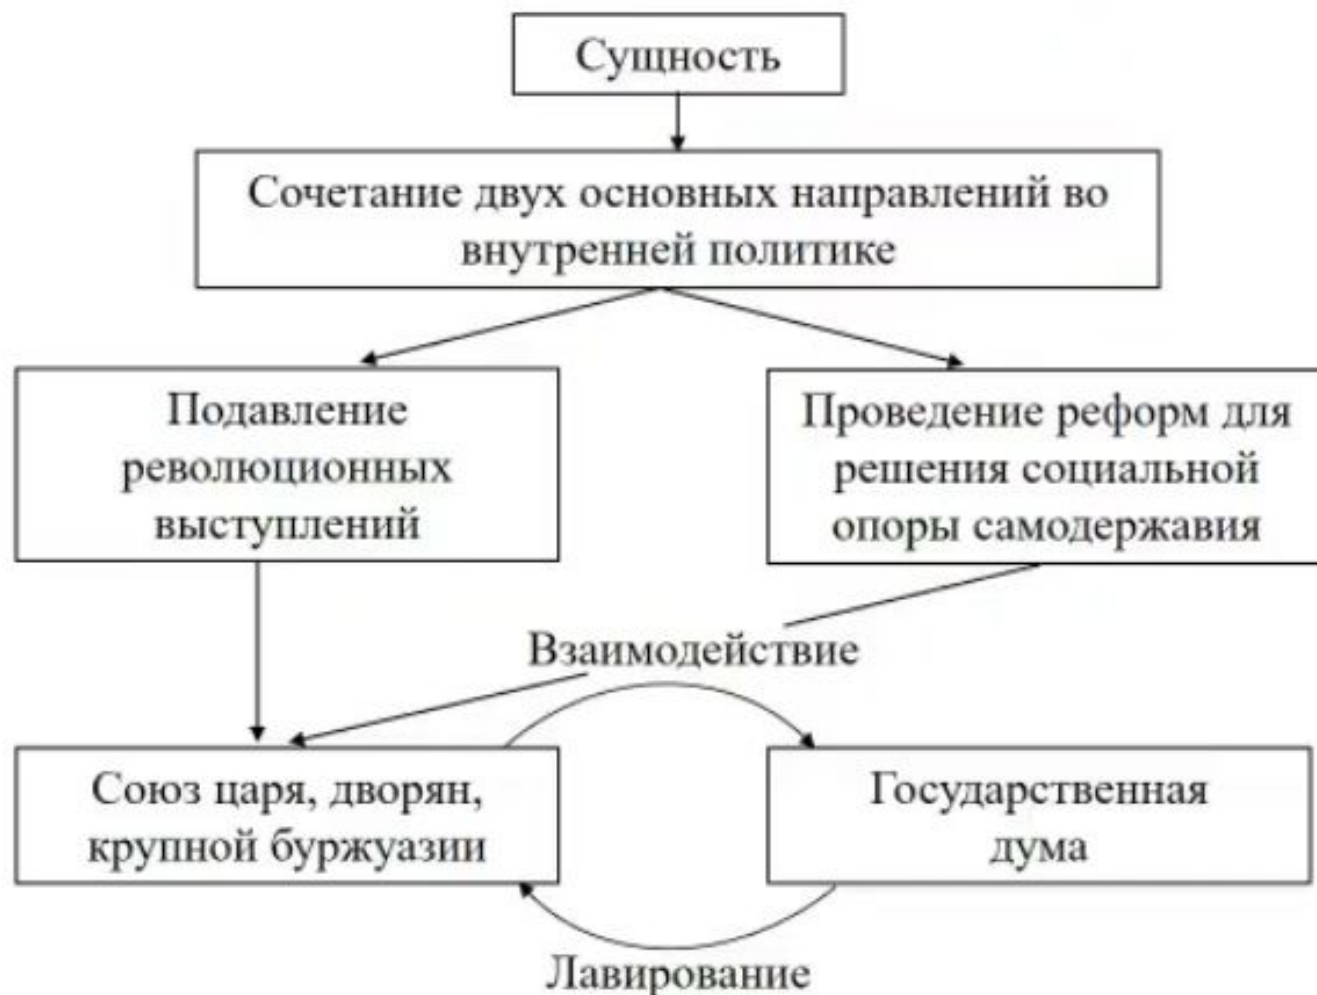 Сущность
Сочетание двух основных направлений во
внутренней политике
Подавление
революционных
выступлений
Проведение реформ для
решения социальной
опоры самодержавия
Взаимодействие
Союз царя, дворян,
крупной буржуазии
Государственная
дума
Лавирование